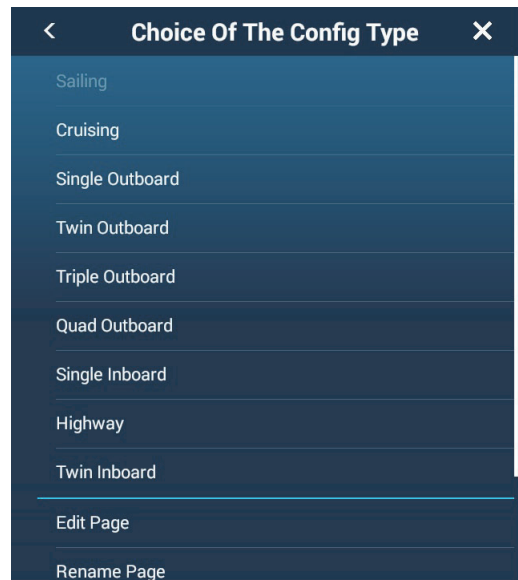 Choice Of The Config Type
Sailing
Cruising
Single Outboard
Twin Outboard
Triple Outboard
Quad Outboard
Single Inboard
Highway
Twin Inboard
Edit Page
Rename Page